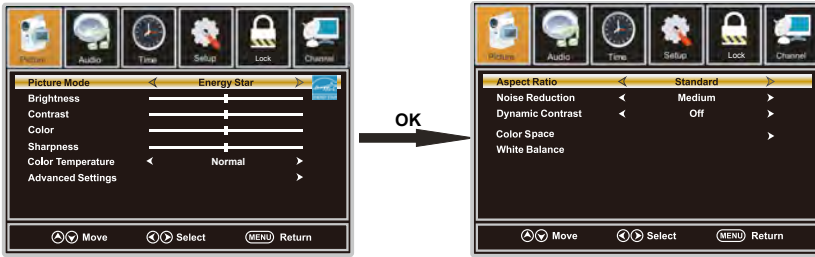 Picture Audio Time Setup Lock Channel
Picture Mode Energy Star
Brightness
Contrast
Color
Sharpness
Color Temperature Normal
Advanced Settings
Move Select MENU Return
OK
Picture Audio Time Setup Lock Channel
Aspect Ratio Standard
Noise Reduction Medium
Dynamic Contrast Off
Color Space
White Balance
Move Select MENU Return